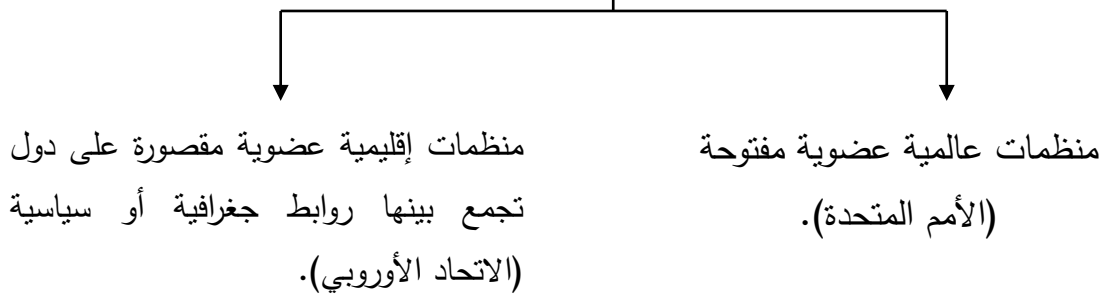 منظمات عالمية عضوية مفتوحة
(الأمم المتحدة).
منظمات إقليمية عضوية مقصورة على دول
تجمع بينها روابط جغرافية أو سياسية
(الاتحاد الأوروبي).